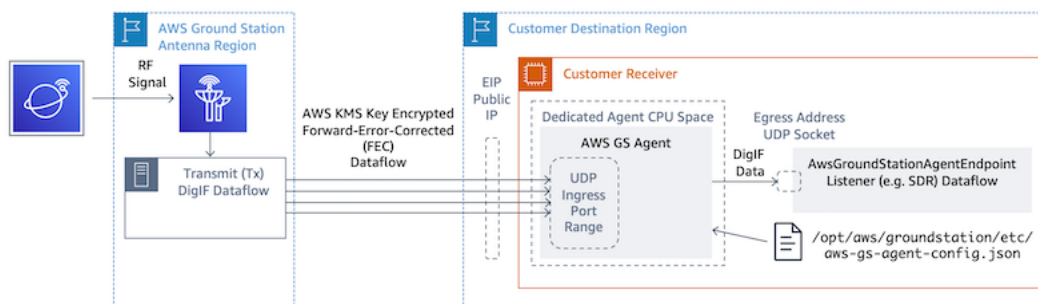 AWS Ground Station
Antenna Region
RF
Signal
Transmit (Tx)
DigIF Dataflow
AWS KMS Key Encrypted
Forward-Error-Corrected
(FEC)
Dataflow
Customer Destination Region
EIP
Public
IP
Customer Receiver
Dedicated Agent CPU Space
AWS GS Agent
UDP
Ingress
Port
Range
Egress Address
UDP Socket
DigIF
Data
AwsGroundStationAgentEndpoint
Listener (e.g. SDR) Dataflow
/opt/aws/groundstation/etc/
aws-gs-agent-config.json